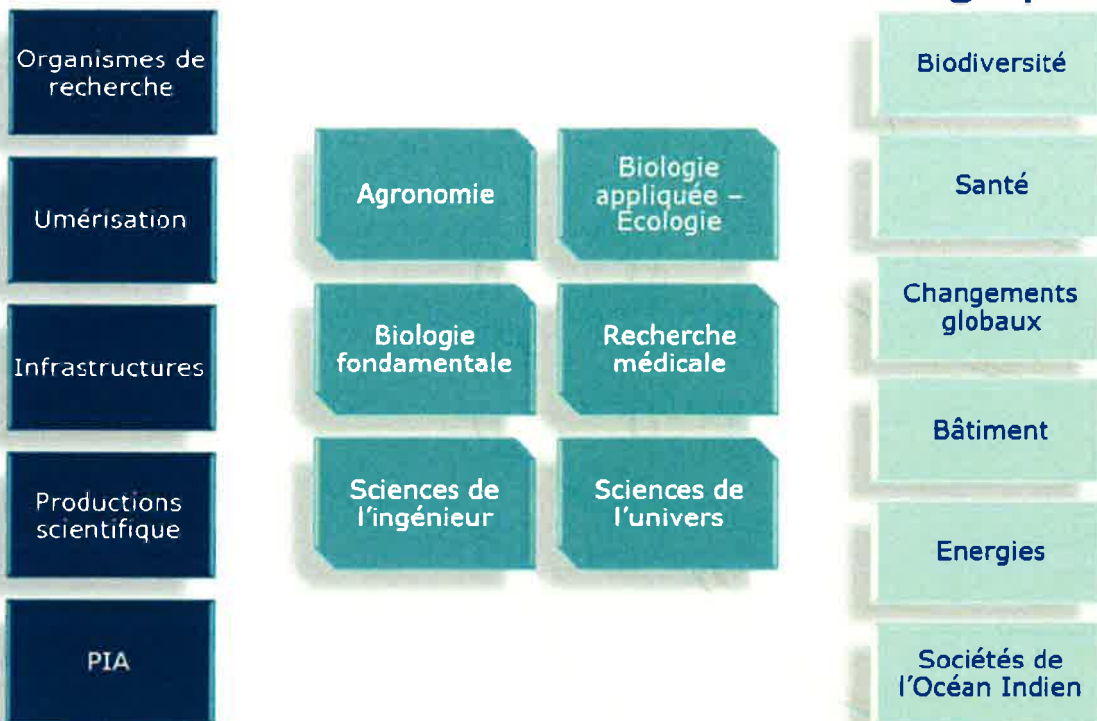 Organismes de
recherche
Umérisation
Infrastructures
Productions
scientifique
PIA
Agronomie
Biologie
appliquée –
Ecologie
Biologie
fondamentale
Recherche
médicale
Sciences de
l'ingénieur
Sciences de
l'univers
Biodiversité
Santé
Changements
globaux
Bâtiment
Energies
Sociétés de
l'Océan Indien